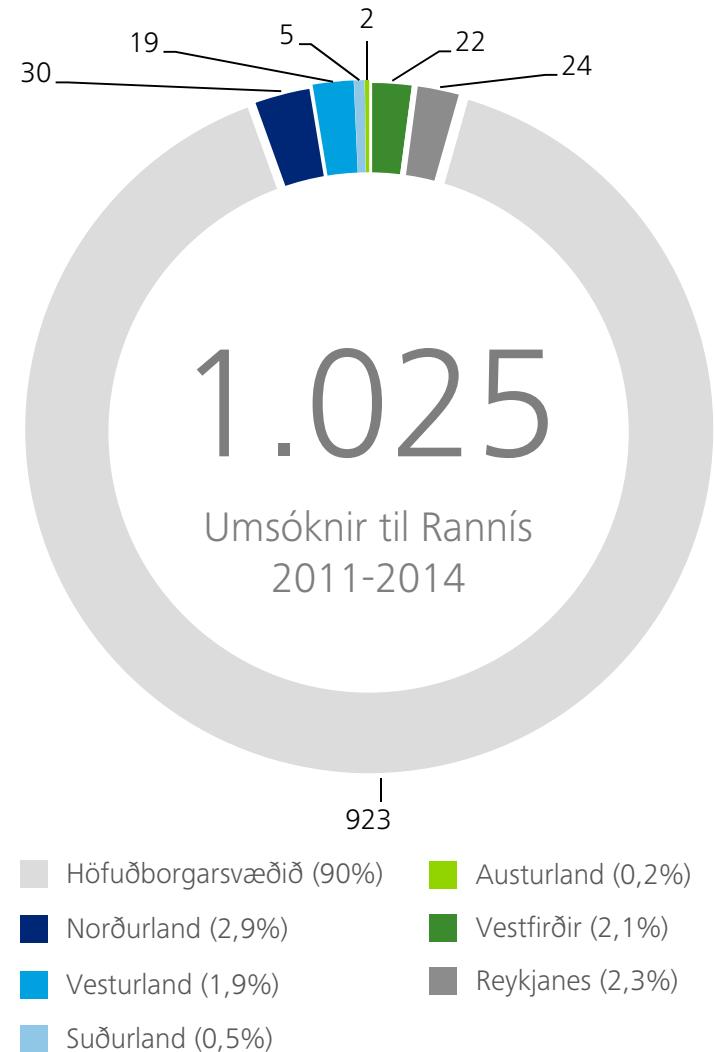 2
5
22
19
24
30
1.025
Umsóknir til Rannís
2011-2014
923
Höfuðborgarsvæðið (90%)
Norðurland (2,9%)
Vesturland (1,9%)
Suðurland (0,5%)
Austurland (0,2%)
Vestfirðir (2,1%)
Reykjanes (2,3%)